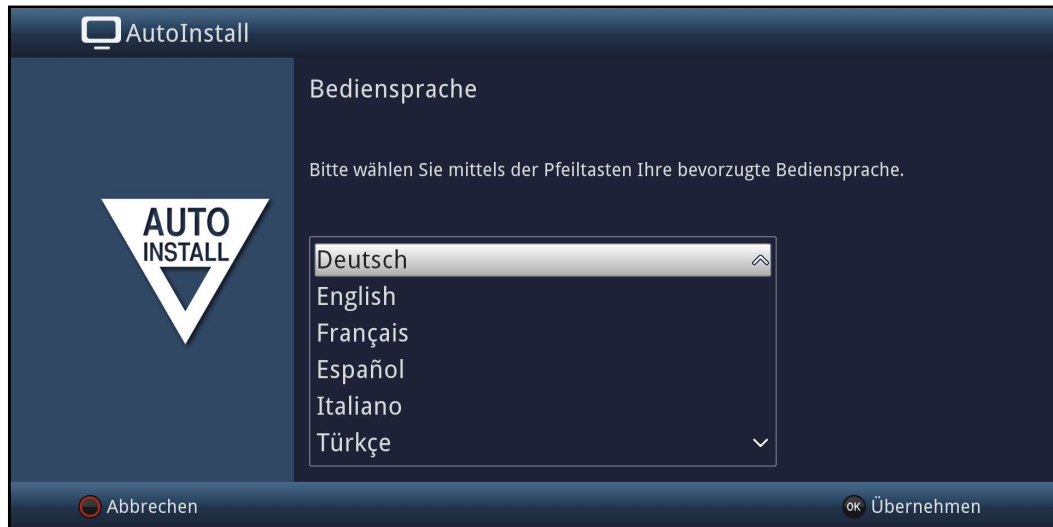 AutoInstall
Bediensprache
Bitte wählen Sie mittels der Pfeiltasten Ihre bevorzugte Bediensprache.
AUTO
INSTALL
Deutsch
English
Français
Español
Italiano
Türkçe
Abbrechen
OK Übernehmen